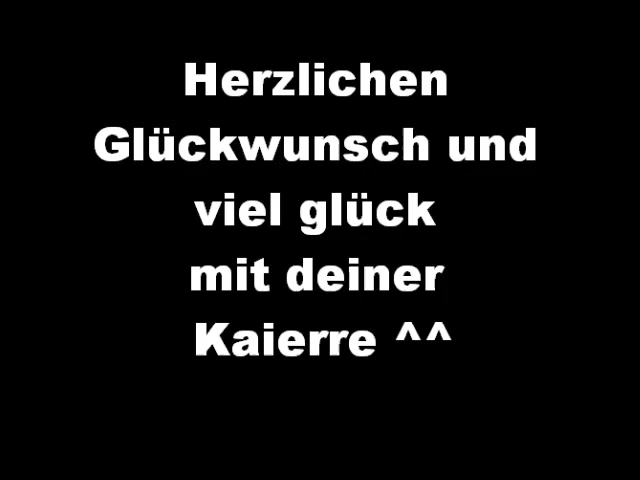 Herzlichen
Glückwunsch und
viel glück
mit deiner
Kaierre ^^